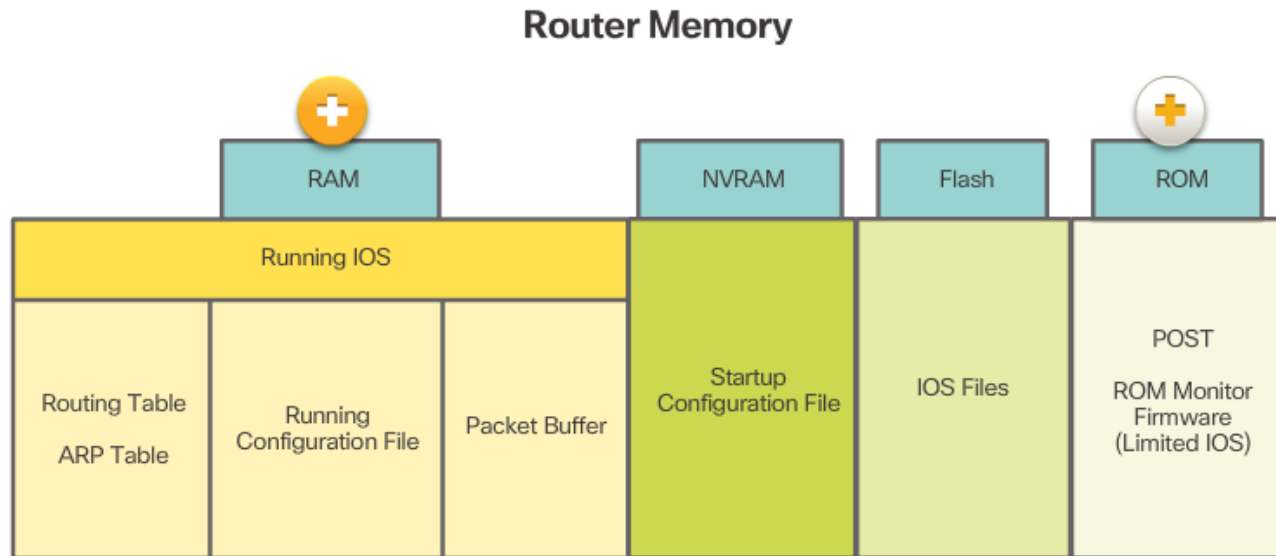 Router Memory
RAM
NVRAM
Flash
ROM
Running IOS
Routing Table
ARP Table
Running
Configuration File
Packet Buffer
Startup
Configuration File
IOS Files
POST
ROM Monitor
Firmware
(Limited IOS)